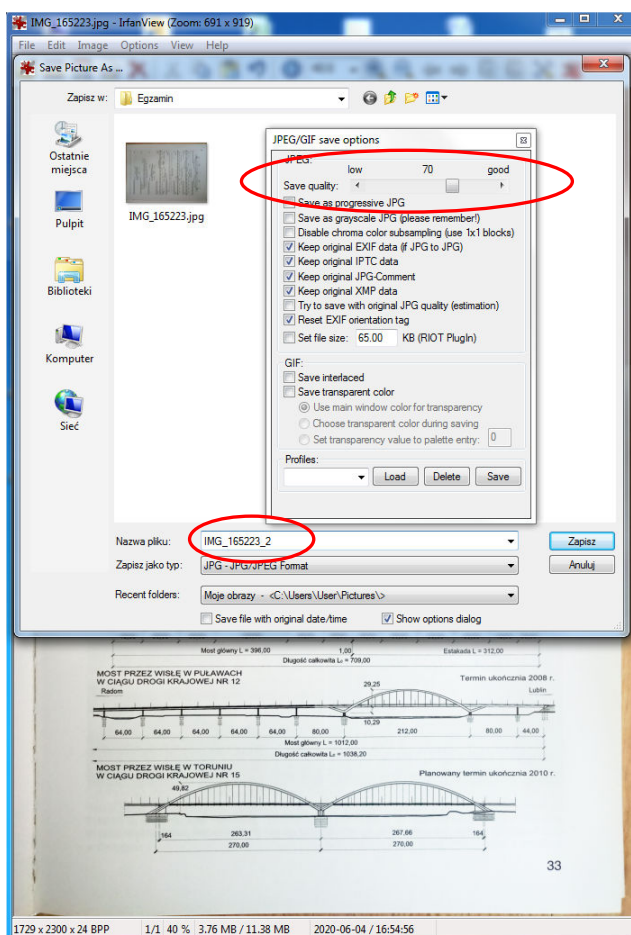 IMG_165223.jpg - IrfanView (Zoom: 691 x 919)
File Edit Image Options View Help
Save Picture As ...
Zapisz w: Egzamin
Ostatnie miejsca
Pulpit
Biblioteki
Komputer
Sieć
IMG_165223.jpg
JPEG/GIF save options
JPEG:
low 70 good
Save quality:
Save as progressive JPG
Save as grayscale JPG (please remember!)
Disable chroma color subsampling (use 1x1 blocks)
Keep original EXIF data (if JPG to JPG)
Keep original IPTC data
Keep original JPG-Comment
Keep original XMP data
Try to save with original JPG quality (estimation)
Reset EXIF orientation tag
Set file size: 65.00 KB (RIOT PlugIn)
GIF:
Save interlaced
Save transparent color
Use main window color for transparency
Choose transparent color during saving
Set transparency value to palette entry: 0
Profiles:
Load Delete Save
Nazwa pliku: IMG_165223_2 Zapisz
Zapisz jako typ: JPG - JPG/JPEG Format Anuluj
Recent folders: Moje obrazy - <C:\Users\User\Pictures\>
Save file with original date/time Show options dialog
Most główny L = 396,00 1,00 Estakada L = 312,00
Długość całkowita Lc = 709,00
MOST PRZEZ WISŁĘ W PUŁAWACH
W CIĄGU DROGI KRAJOWEJ NR 12
Termin ukończnia 2008 r.
Radom 29,25 Lublin
10,29
64,00 64,00 64,00 64,00 64,00 80,00 212,00 80,00 44,00
Most główny L = 1012,00
Długość całkowita Lc = 1038,20
MOST PRZEZ WISŁĘ W TORUNIU
W CIĄGU DROGI KRAJOWEJ NR 15
Planowany termin ukończnia 2010 r.
49,82
164 263,31 267,66 164
270,00 270,00
33
1729 x 2300 x 24 BPP 1/1 40 % 3.76 MB / 11.38 MB 2020-06-04 / 16:54:56